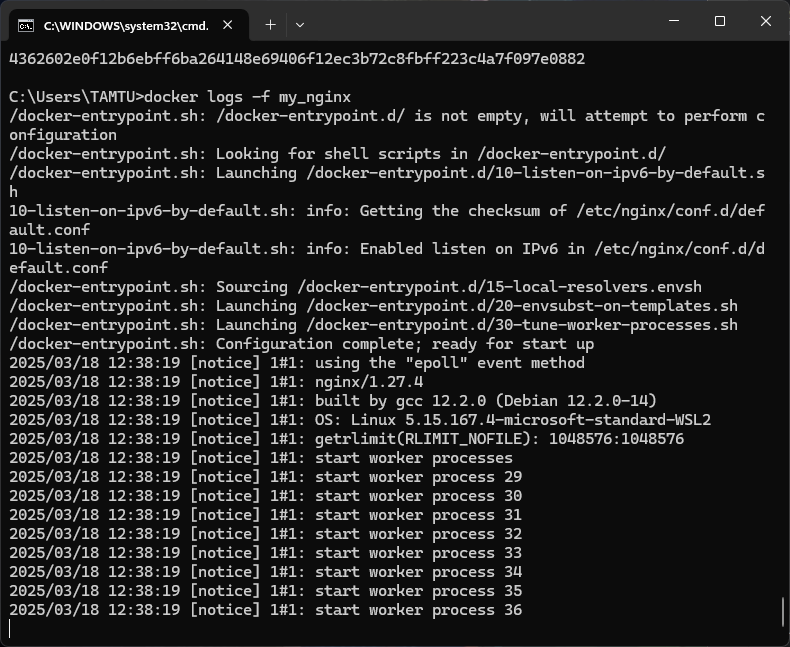 C:\WINDOWS\system32\cmd.
4362602e0f12b6ebff6ba264148e69406f12ec3b72c8fbff223c4a7f097e0882
C:\Users\TAMTU>docker logs -f my_nginx
/docker-entrypoint.sh: /docker-entrypoint.d/ is not empty, will attempt to perform c
onfiguration
/docker-entrypoint.sh: Looking for shell scripts in /docker-entrypoint.d/
/docker-entrypoint.sh: Launching /docker-entrypoint.d/10-listen-on-ipv6-by-default.s
h
10-listen-on-ipv6-by-default.sh: info: Getting the checksum of /etc/nginx/conf.d/def
ault.conf
10-listen-on-ipv6-by-default.sh: info: Enabled listen on IPv6 in /etc/nginx/conf.d/d
efault.conf
/docker-entrypoint.sh: Sourcing /docker-entrypoint.d/15-local-resolvers.envsh
/docker-entrypoint.sh: Launching /docker-entrypoint.d/20-envsubst-on-templates.sh
/docker-entrypoint.sh: Launching /docker-entrypoint.d/30-tune-worker-processes.sh
/docker-entrypoint.sh: Configuration complete; ready for start up
2025/03/18 12:38:19 [notice] 1#1: using the "epoll" event method
2025/03/18 12:38:19 [notice] 1#1: nginx/1.27.4
2025/03/18 12:38:19 [notice] 1#1: built by gcc 12.2.0 (Debian 12.2.0-14)
2025/03/18 12:38:19 [notice] 1#1: OS: Linux 5.15.167.4-microsoft-standard-WSL2
2025/03/18 12:38:19 [notice] 1#1: getrlimit(RLIMIT_NOFILE): 1048576:1048576
2025/03/18 12:38:19 [notice] 1#1: start worker processes
2025/03/18 12:38:19 [notice] 1#1: start worker process 29
2025/03/18 12:38:19 [notice] 1#1: start worker process 30
2025/03/18 12:38:19 [notice] 1#1: start worker process 31
2025/03/18 12:38:19 [notice] 1#1: start worker process 32
2025/03/18 12:38:19 [notice] 1#1: start worker process 33
2025/03/18 12:38:19 [notice] 1#1: start worker process 34
2025/03/18 12:38:19 [notice] 1#1: start worker process 35
2025/03/18 12:38:19 [notice] 1#1: start worker process 36